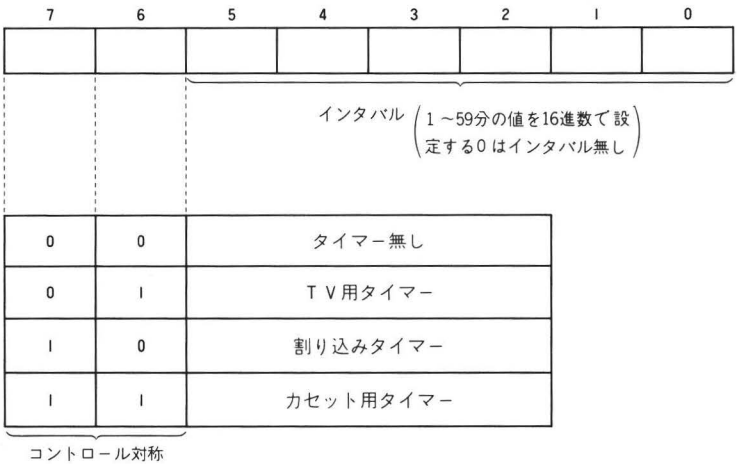 7 6 5 4 3 2 1 0
インタバル (1～59分の値を16進数で設
定する0はインタバル無し)
0 0 タイマー無し
0 1 TV用タイマー
1 0 割り込みタイマー
1 1 カセット用タイマー
コントロール対称